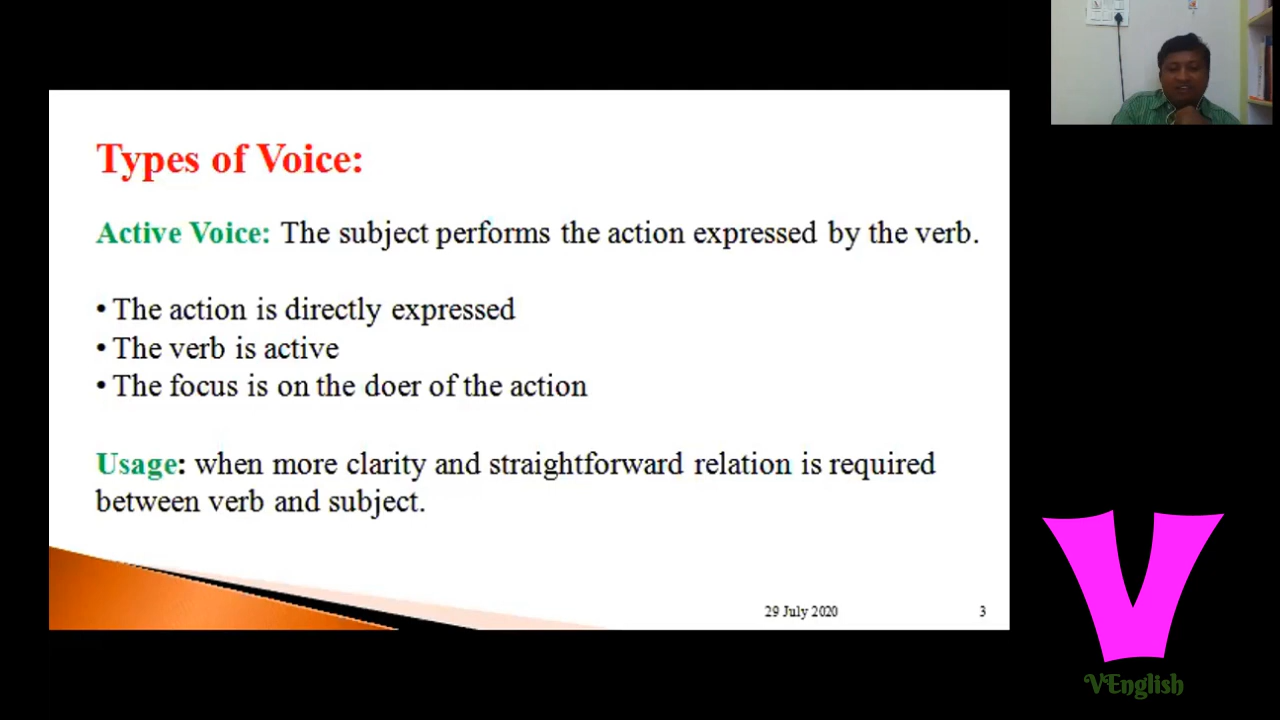 Types of Voice:
Active Voice: The subject performs the action expressed by the verb.
• The action is directly expressed
• The verb is active
• The focus is on the doer of the action
Usage: when more clarity and straightforward relation is required
between verb and subject.
29 July 2020 3
V
VEnglish